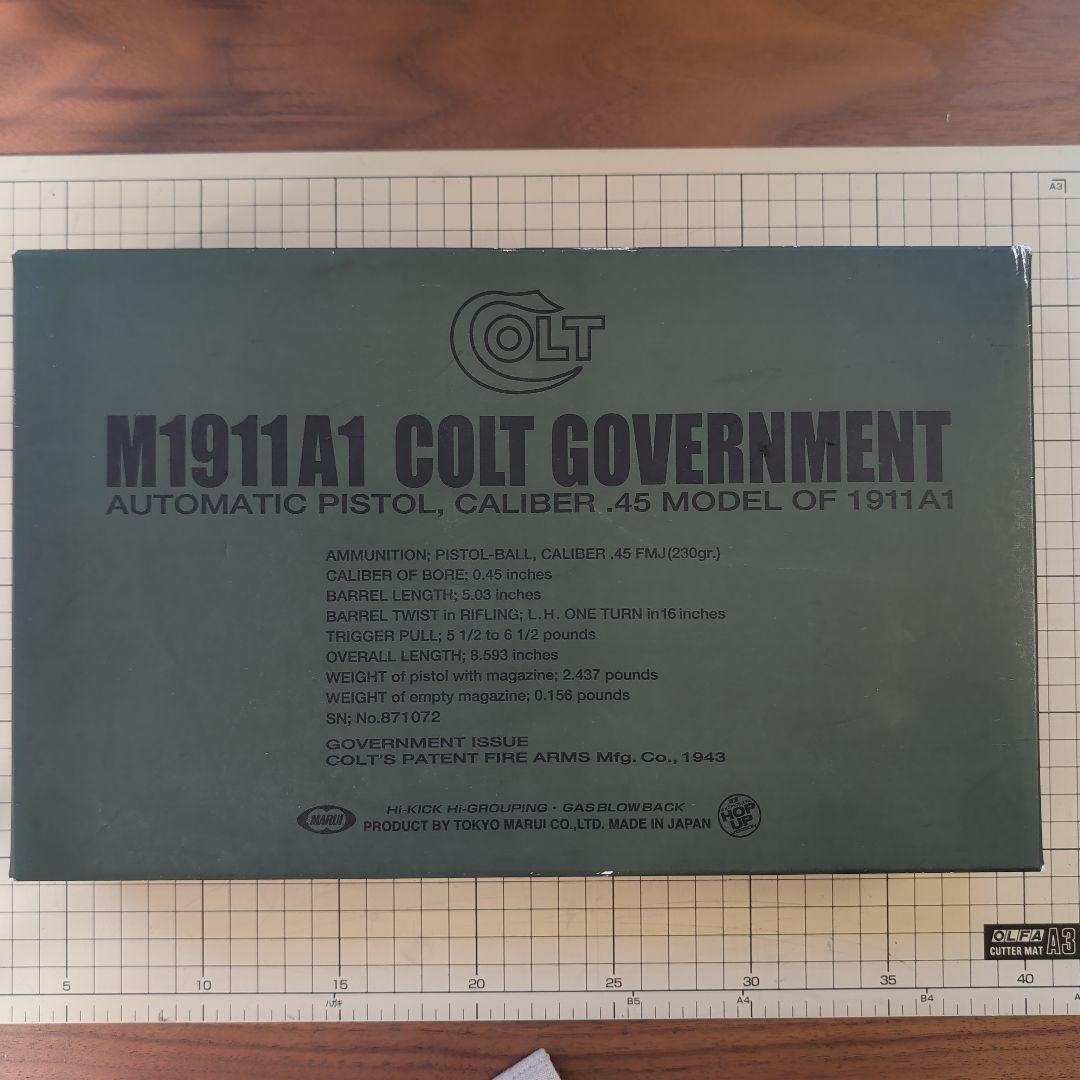 A3
COLT
M1911A1 COLT GOVERNMENT
AUTOMATIC PISTOL, CALIBER .45 MODEL OF 1911A1
AMMUNITION; PISTOL-BALL, CALIBER .45 FMJ(230gr.)
CALIBER OF BORE; 0.45 inches
BARREL LENGTH; 5.03 inches
BARREL TWIST in RIFLING; L.H. ONE TURN in 16 inches
TRIGGER PULL; 5 1/2 to 6 1/2 pounds
OVERALL LENGTH; 8.593 inches
WEIGHT of pistol with magazine; 2.437 pounds
WEIGHT of empty magazine; 0.156 pounds
SN; No.871072
GOVERNMENT ISSUE
COLT'S PATENT FIRE ARMS Mfg. Co., 1943
Hi-KICK Hi-GROUPING・GAS BLOW BACK
MARUI PRODUCT BY TOKYO MARUI CO.,LTD. MADE IN JAPAN
HOP
UP
OLFA A3
CUTTER MAT
5 10 15 20 25 30 35 40
ハガキ B5 A4 B4